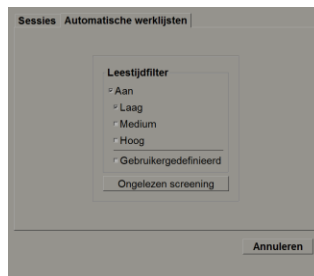 Sessies Automatische werklijsten
Leestijdfilter
Aan
Laag
Medium
Hoog
Gebruikergedefinieerd
Ongelezen screening
Annuleren